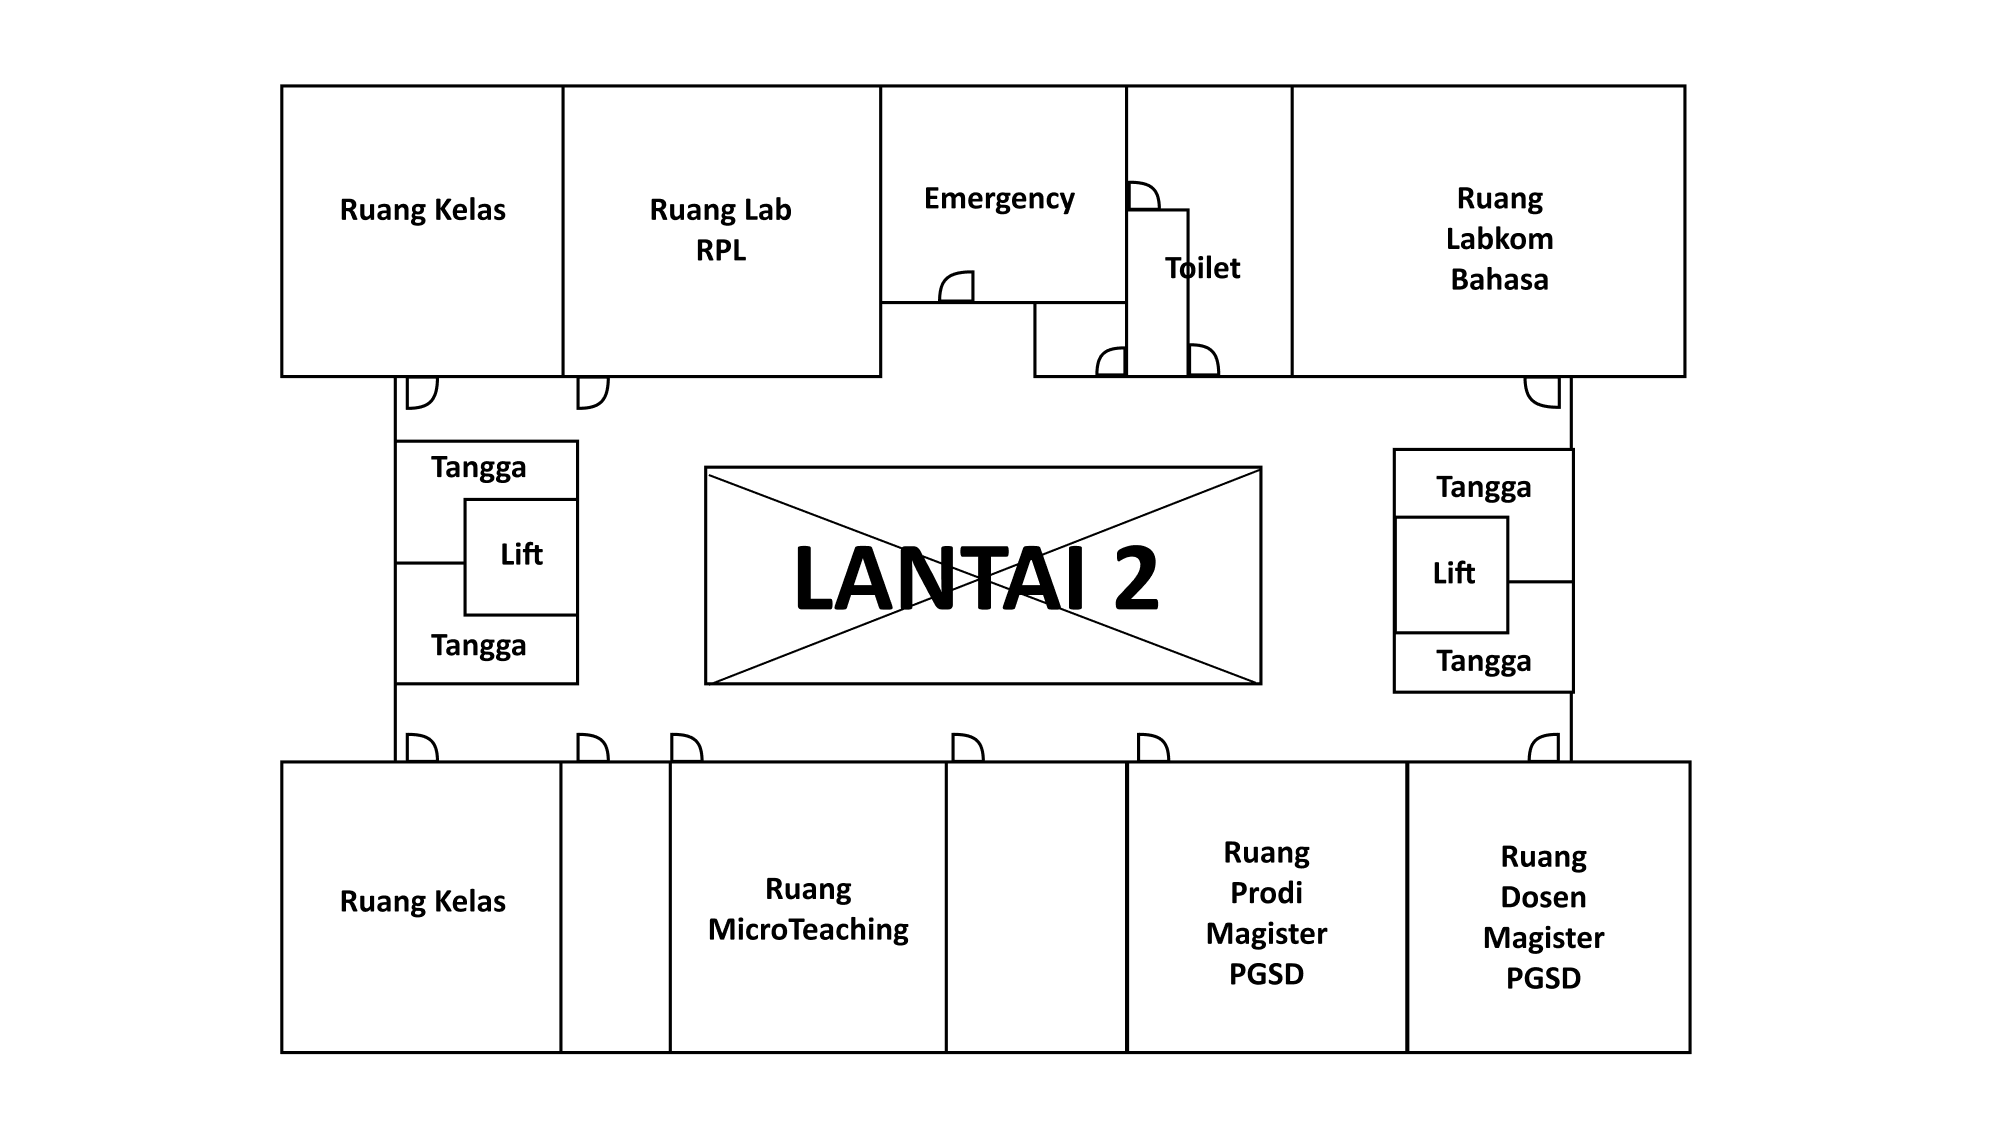 Ruang Kelas
Ruang Lab
RPL
Emergency
Toilet
Ruang
Labkom
Bahasa
Tangga
Lift
Tangga
LANTAI 2
Tangga
Lift
Tangga
Ruang Kelas
Ruang
MicroTeaching
Ruang
Prodi
Magister
PGSD
Ruang
Dosen
Magister
PGSD